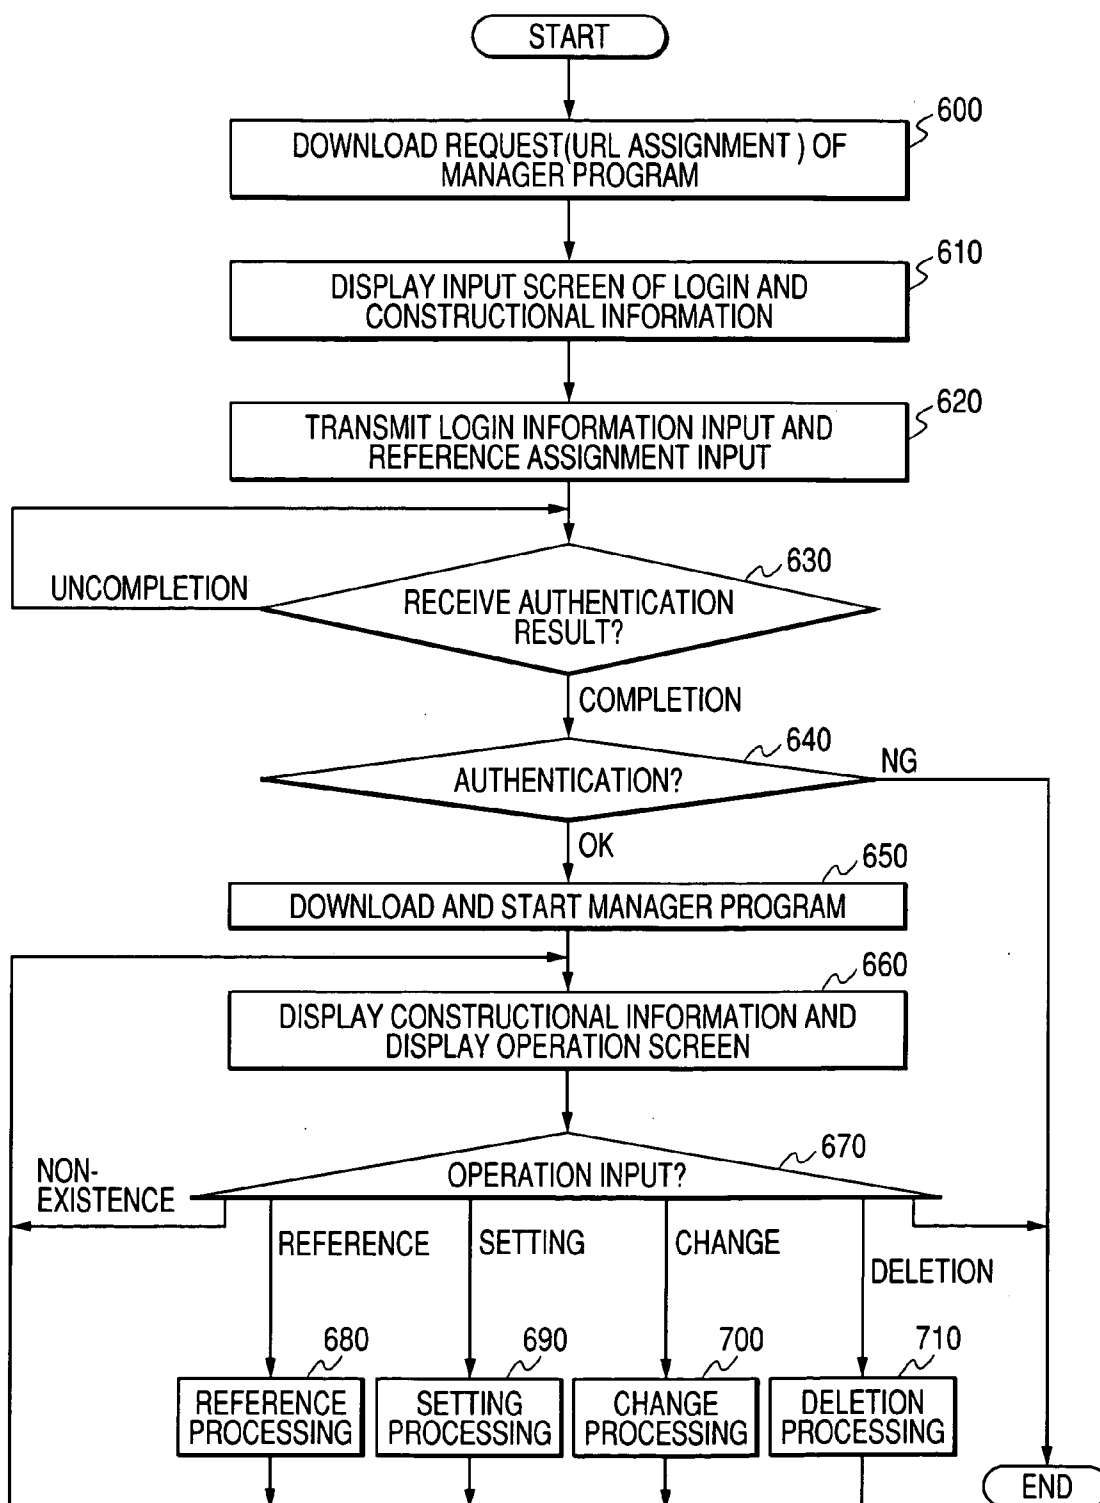 START
600
DOWNLOAD REQUEST(URL ASSIGNMENT ) OF
MANAGER PROGRAM
610
DISPLAY INPUT SCREEN OF LOGIN AND
CONSTRUCTIONAL INFORMATION
620
TRANSMIT LOGIN INFORMATION INPUT AND
REFERENCE ASSIGNMENT INPUT
630
UNCOMPLETION
RECEIVE AUTHENTICATION
RESULT?
COMPLETION
640
NG
AUTHENTICATION?
OK
650
DOWNLOAD AND START MANAGER PROGRAM
660
DISPLAY CONSTRUCTIONAL INFORMATION AND
DISPLAY OPERATION SCREEN
670
NON-
EXISTENCE
OPERATION INPUT?
REFERENCE
SETTING
CHANGE
DELETION
680
690
700
710
REFERENCE
PROCESSING
SETTING
PROCESSING
CHANGE
PROCESSING
DELETION
PROCESSING
END